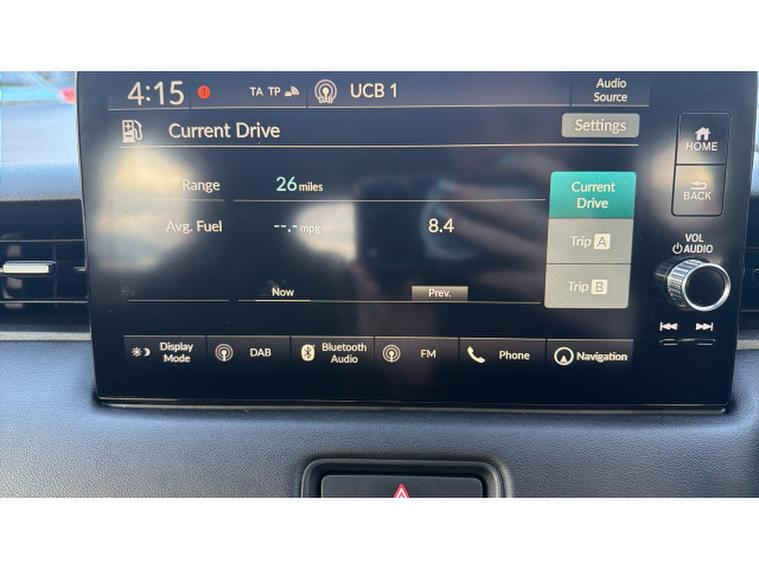 4:15 ! TA TP DAB UCB 1 Audio
Source
Current Drive Settings
HOME
BACK
Range 26 miles
Current
Drive
Avg. Fuel --.- mpg 8.4
Trip A
Trip B
VOL
AUDIO
Now Prev.
Display
Mode
DAB
Bluetooth
Audio
FM
Phone
Navigation